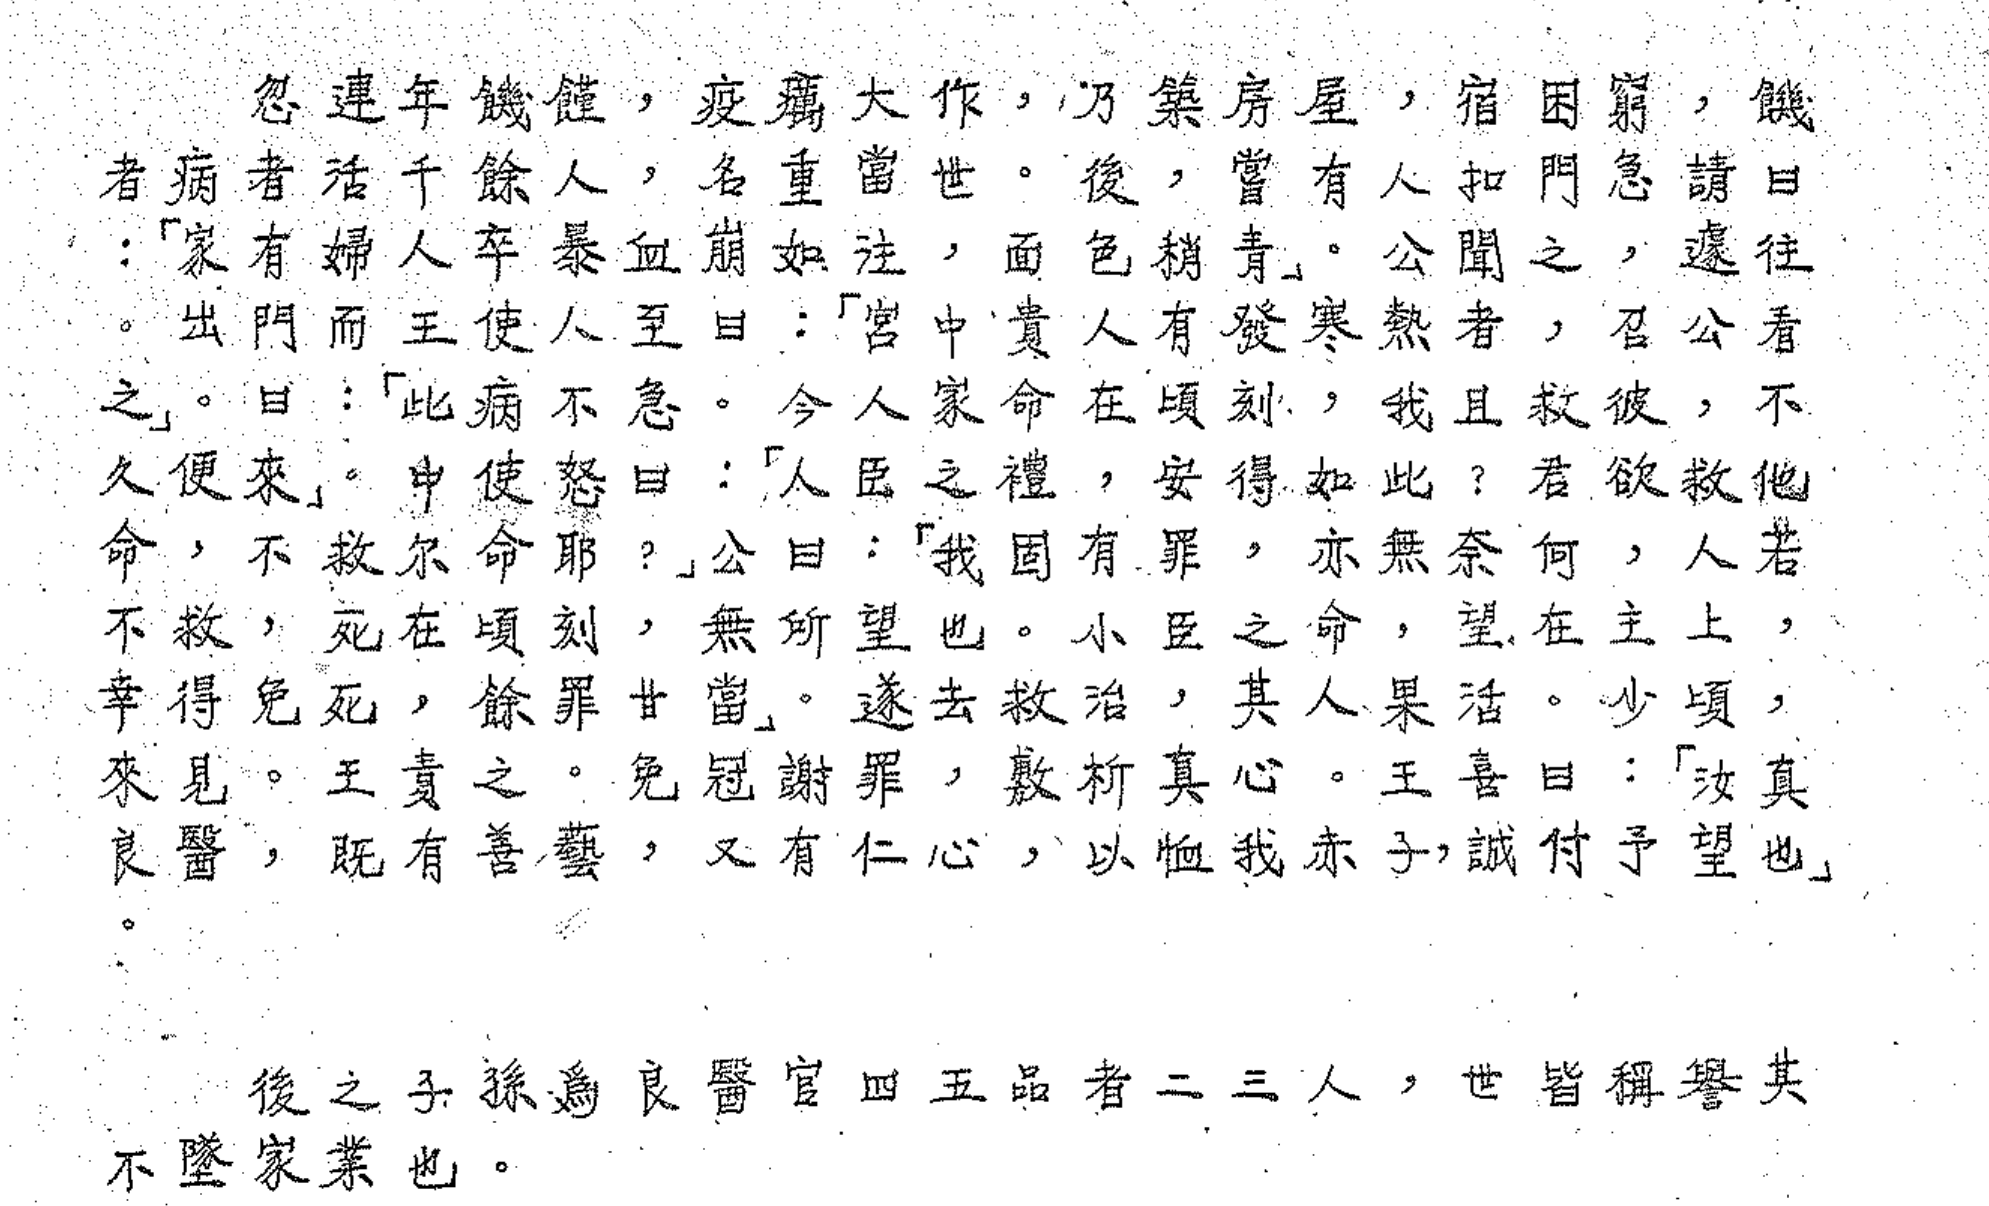 忽連年饑饉，疫癘大作，乃築房屋，宿困窮，饑
者病者活千餘人，名重當世。後，嘗有人扣門急請曰
：「家有婦人卒暴血崩如注，面色稍青」。公聞之，遽往
。出門而王使人至曰：「宮中貴人有發寒熱者，召公看
之」。曰：「此病不急。今人家命在頃刻，我且救彼，不
久便來」。中使怒曰：「人臣之禮，安得如此？君欲救他
命，不救尔命耶？」公曰：「我固有罪，亦無奈何，人若
不救，死在頃刻，無所望也。小臣之命，望在主上，
幸得免死，餘罪甘當」。遂去救治，其人果活。少頃，
來見。王責之。免冠謝罪，敷析真心。王喜曰：「汝真
良醫，既有善藝，又有仁心，以恤我赤子，誠付予望也」
。
後之子孫爲良醫官四五品者二三人，世皆稱譽其
不墜家業也。